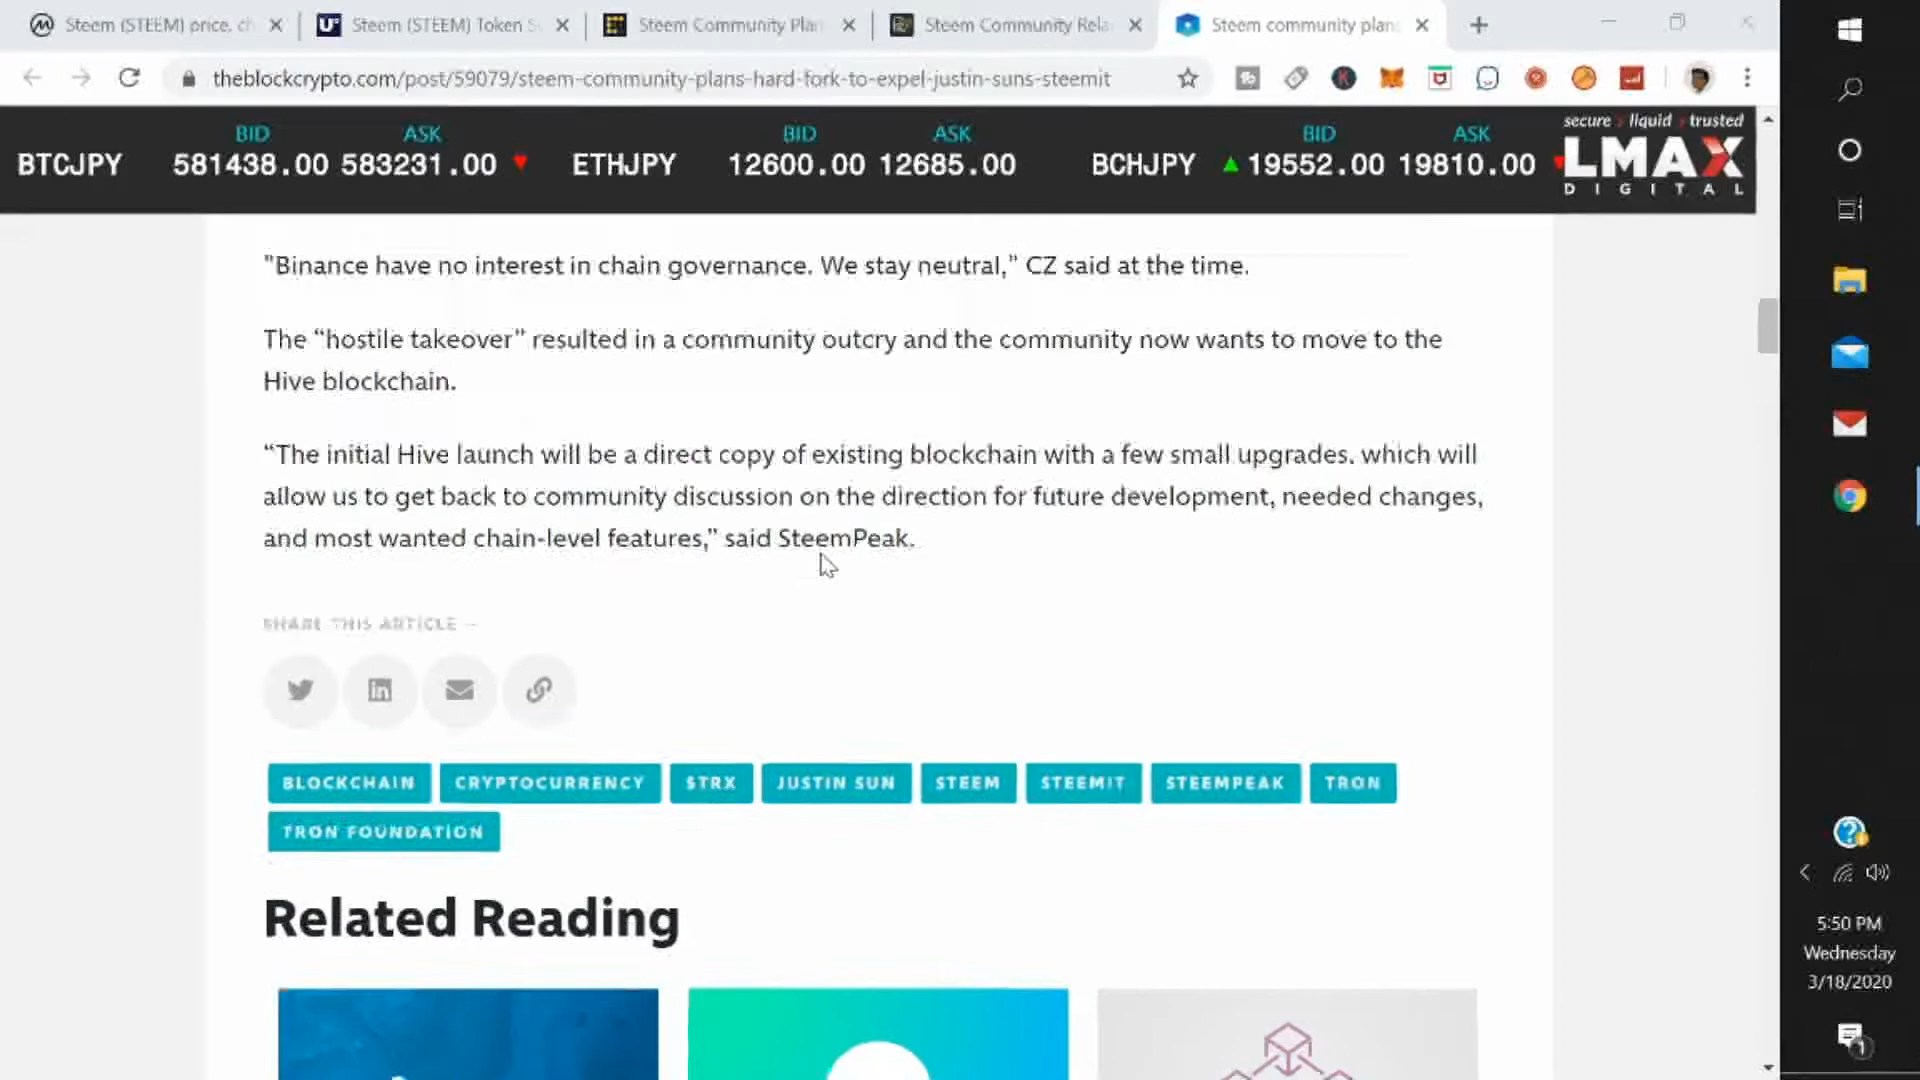 Steem (STEEM) price, ch
Steem (STEEM) Token S
Steem Community Plan
Steem Community Rela
Steem community plans
theblockcrypto.com/post/59079/steem-community-plans-hard-fork-to-expel-justin-suns-steemit
BID ASK BID ASK BID ASK
BTCJPY 581438.00 583231.00 ETHJPY 12600.00 12685.00 BCHJPY 19552.00 19810.00
secure liquid trusted
LMAX
DIGITAL
"Binance have no interest in chain governance. We stay neutral,” CZ said at the time.
The “hostile takeover” resulted in a community outcry and the community now wants to move to the
Hive blockchain.
“The initial Hive launch will be a direct copy of existing blockchain with a few small upgrades. which will
allow us to get back to community discussion on the direction for future development, needed changes,
and most wanted chain-level features,” said SteemPeak.
SHARE THIS ARTICLE –
BLOCKCHAIN CRYPTOCURRENCY $TRX JUSTIN SUN STEEM STEEMIT STEEMPEAK TRON
TRON FOUNDATION
Related Reading
5:50 PM
Wednesday
3/18/2020
1